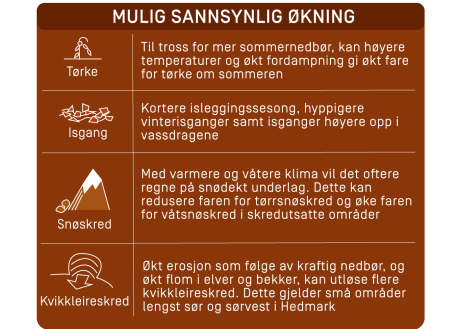 MULIG SANNSYNLIG ØKNING
Tørke
Til tross for mer sommernedbør, kan høyere
temperaturer og økt fordampning gi økt fare
for tørke om sommeren
Isgang
Kortere isleggingssesong, hyppigere
vinterisganger samt isganger høyere opp i
vassdragene
Snøskred
Med varmere og våtere klima vil det oftere
regne på snødekt underlag. Dette kan
redusere faren for tørrsnøskred og øke faren
for våtsnøskred i skredutsatte områder
Kvikkleireskred
Økt erosjon som følge av kraftig nedbør, og
økt flom i elver og bekker, kan utløse flere
kvikkleireskred. Dette gjelder små områder
lengst sør og sørvest i Hedmark